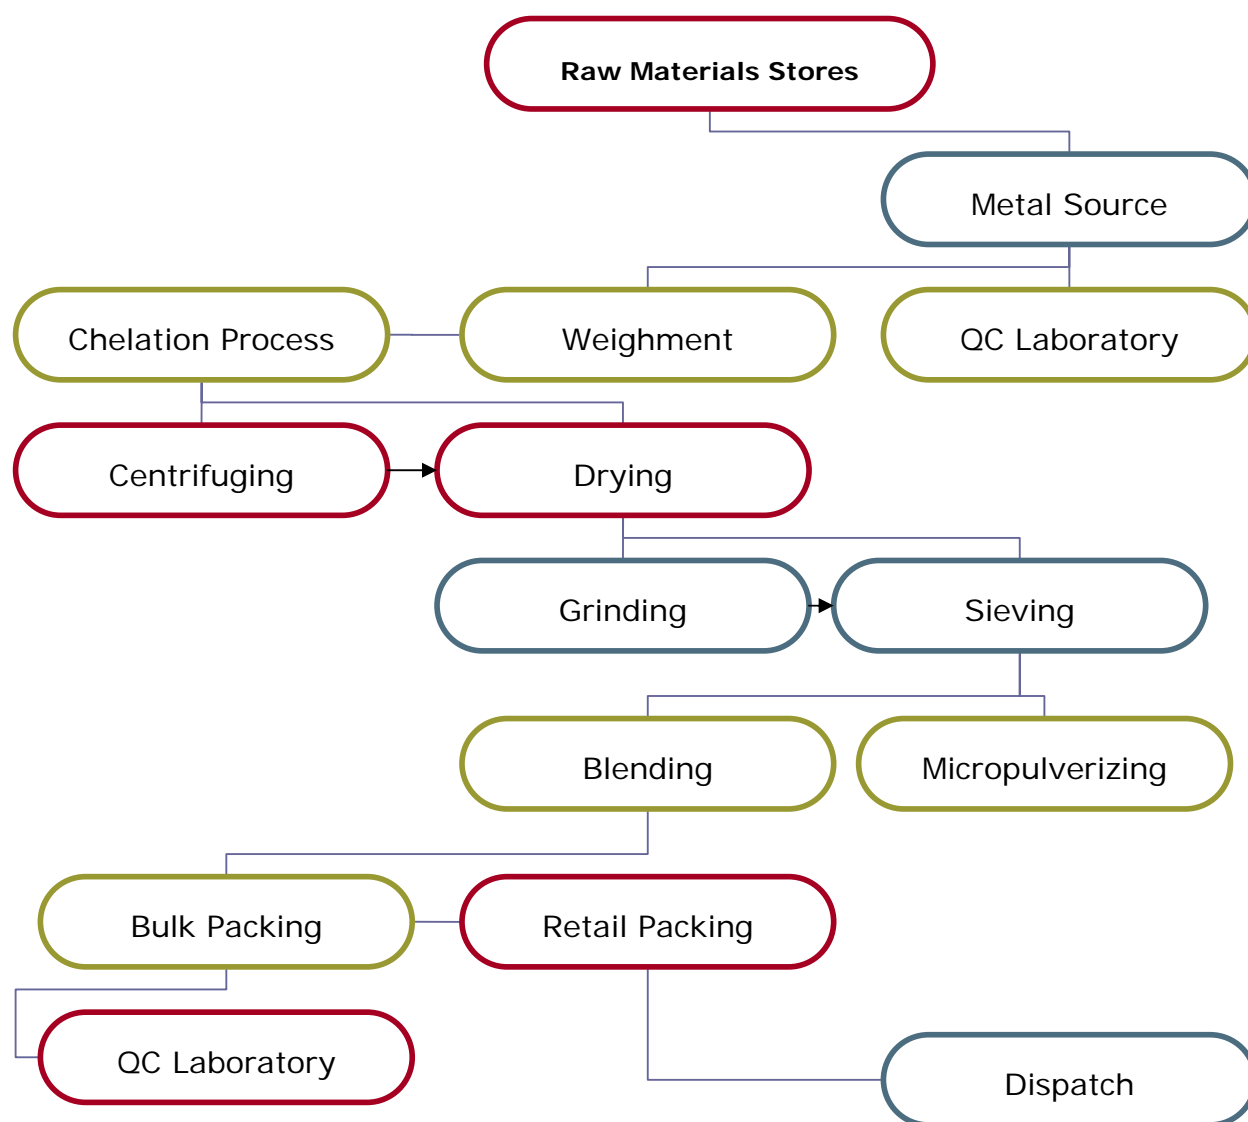 Raw Materials Stores
Metal Source
Chelation Process
Weighment
QC Laboratory
Centrifuging
Drying
Grinding
Sieving
Blending
Micropulverizing
Bulk Packing
Retail Packing
QC Laboratory
Dispatch